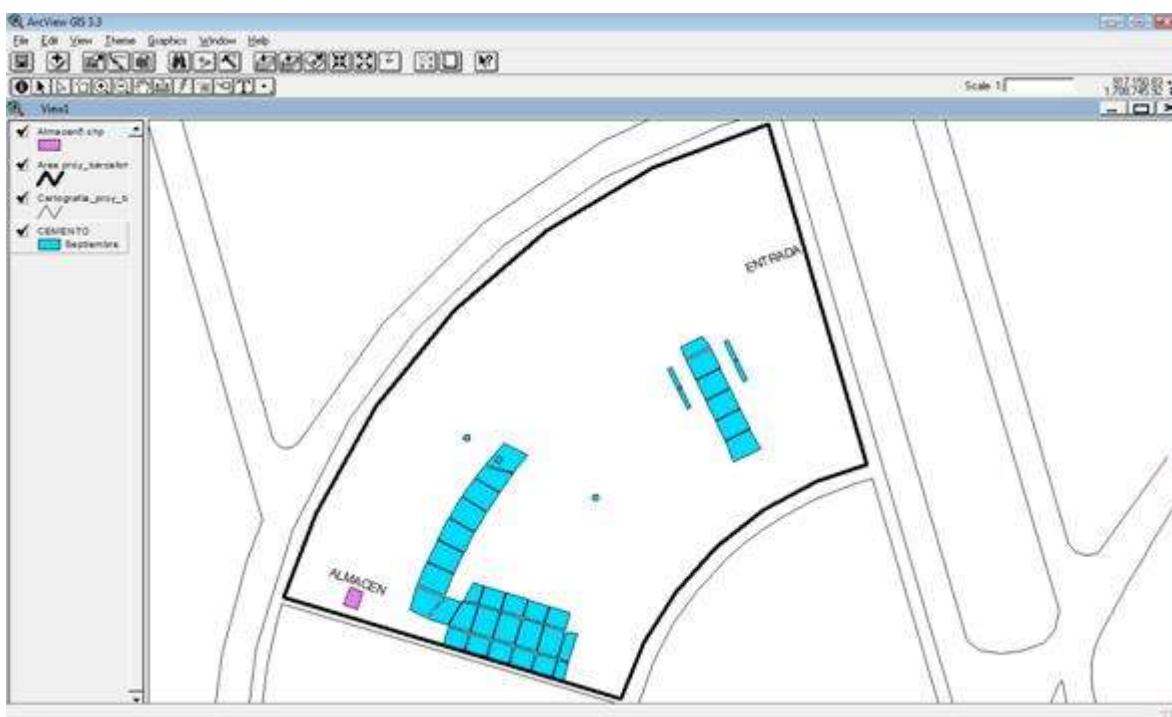 ArcView GIS 3.3
File Edit View Theme Graphics Window Help
Scale 1:
View1
Almacen5.shp
Cartografia_proy_b
CEMENTO
Septiembre
ENTRADA
ALMACEN